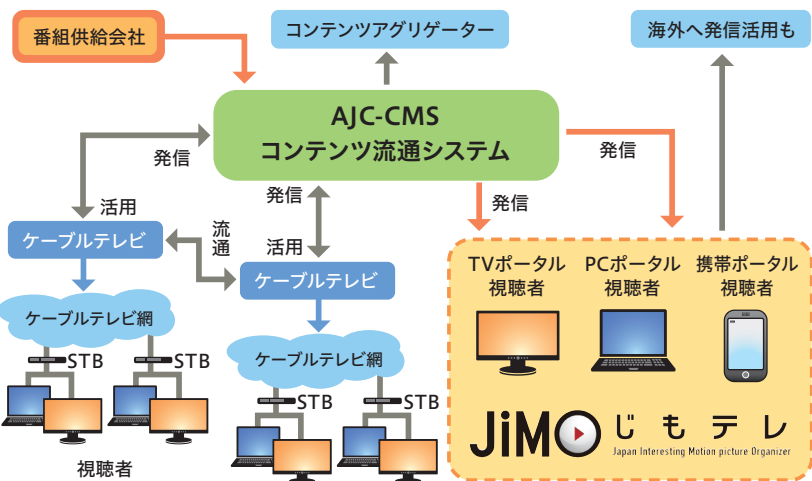 番組供給会社
コンテンツアグリゲーター
海外へ発信活用も
AJC-CMS
コンテンツ流通システム
発信
発信
発信
発信
活用
流通
活用
ケーブルテレビ
ケーブルテレビ
TVポータル
視聴者
PCポータル
視聴者
携帯ポータル
視聴者
ケーブルテレビ網
STB
STB
ケーブルテレビ網
STB
STB
視聴者
JiMO じもテレ
Japan Interesting Motion picture Organizer